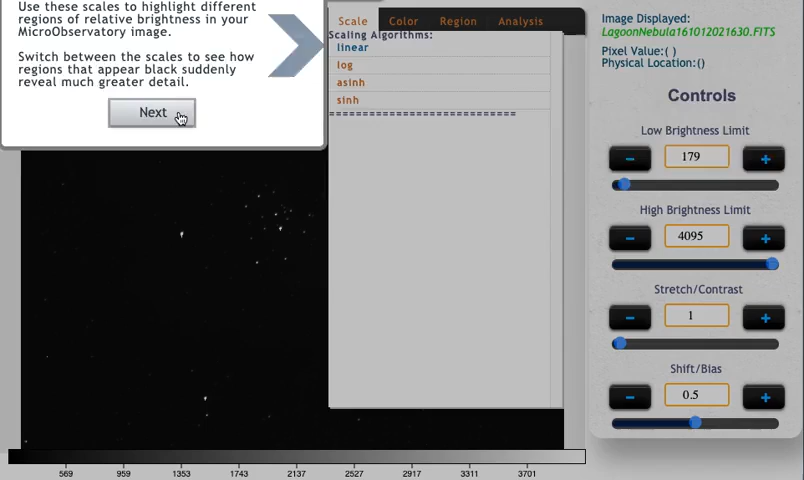 Use these scales to highlight different
regions of relative brightness in your
MicroObservatory image.
Switch between the scales to see how
regions that appear black suddenly
reveal much greater detail.
Next
Scale Color Region Analysis
Scaling Algorithms:
linear
log
asinh
sinh
==========================
Image Displayed:
LagoonNebula161012021630.FITS
Pixel Value:( )
Physical Location:()
Controls
Low Brightness Limit
- 179 +
High Brightness Limit
- 4095 +
Stretch/Contrast
- 1 +
Shift/Bias
- 0.5 +
569 959 1353 1743 2137 2527 2917 3311 3701